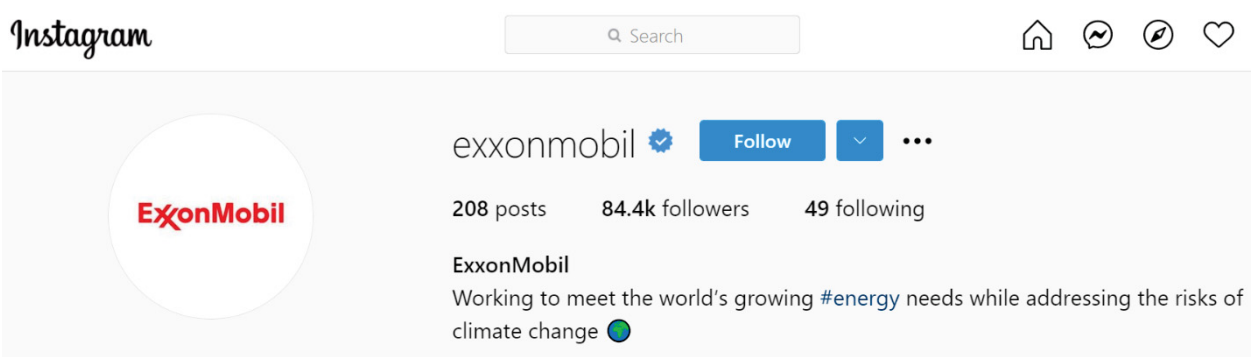 Instagram
Search
ExxonMobil
exxonmobil
Follow
208 posts 84.4k followers 49 following
ExxonMobil
Working to meet the world's growing #energy needs while addressing the risks of
climate change 🌍